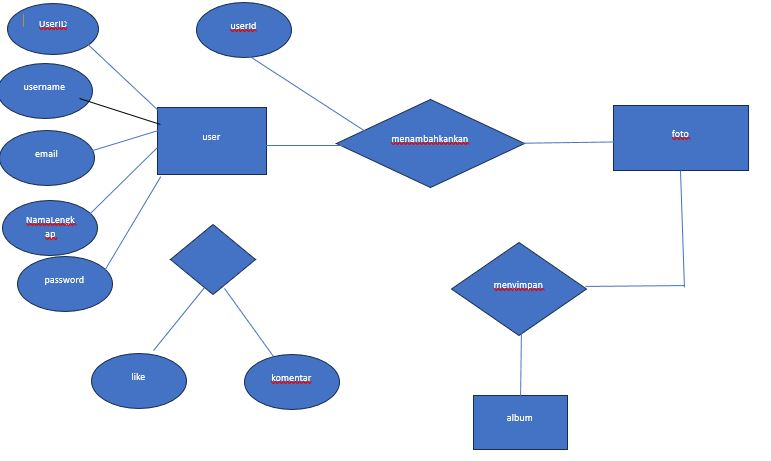 UserID
userId
username
user
menambahkankan
foto
email
NamaLengk
ap
password
menyimpan
like
komentar
album